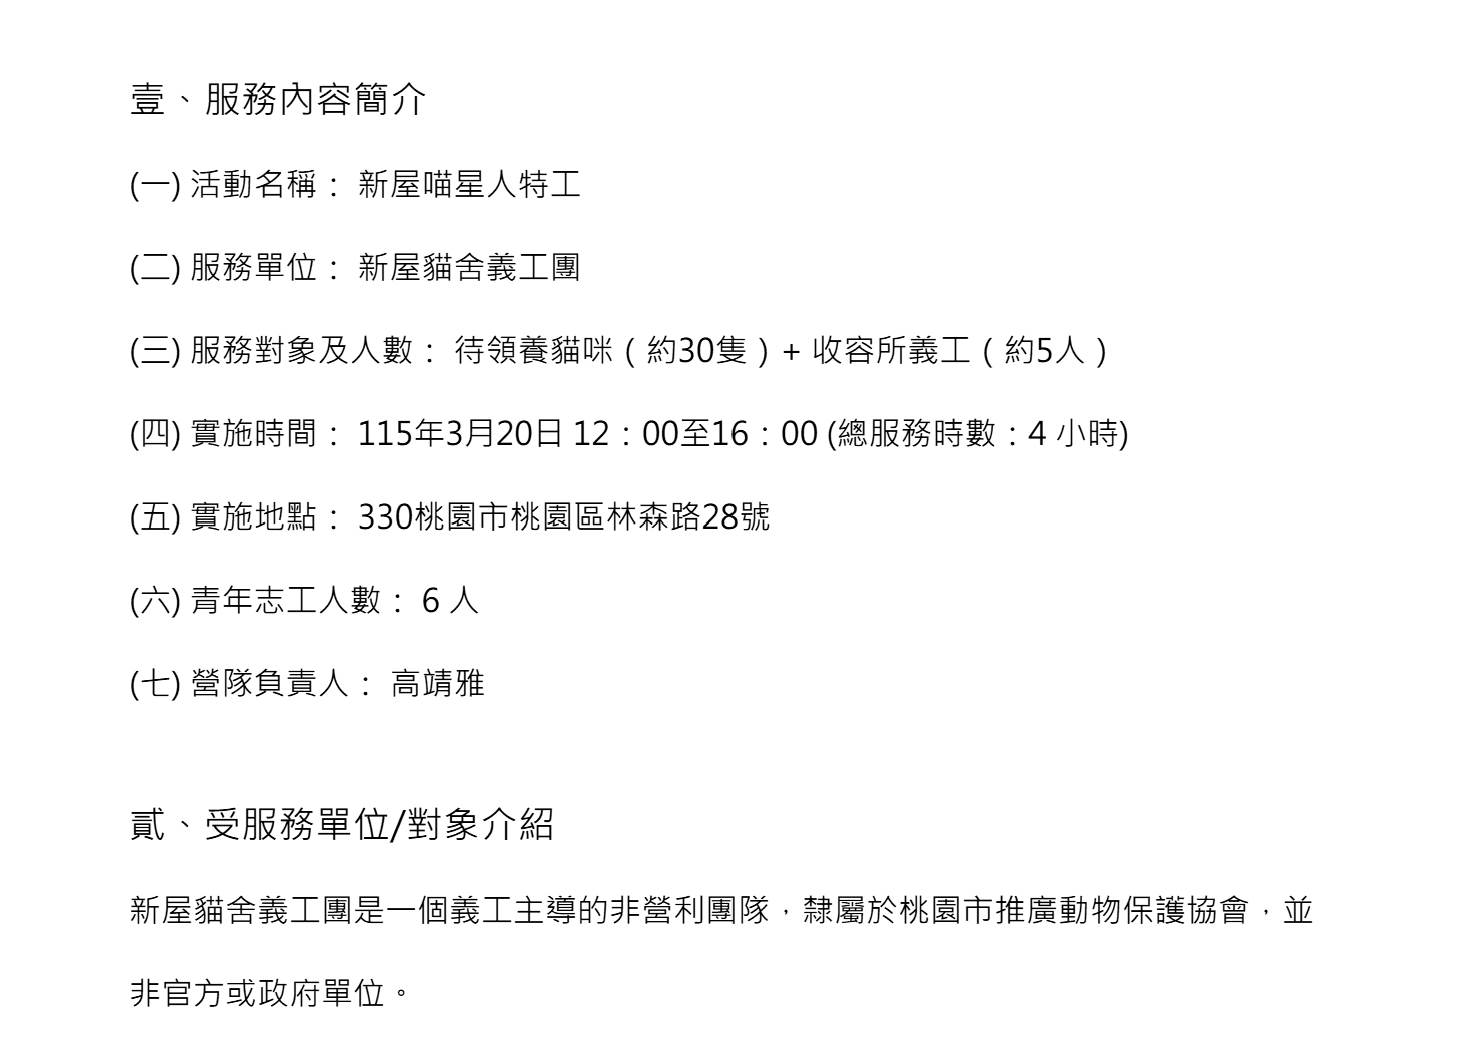 壹、服務內容簡介
(一) 活動名稱： 新屋喵星人特工
(二) 服務單位： 新屋貓舍義工團
(三) 服務對象及人數： 待領養貓咪（約30隻）+ 收容所義工（約5人）
(四) 實施時間： 115年3月20日 12：00至16：00 (總服務時數：4 小時)
(五) 實施地點： 330桃園市桃園區林森路28號
(六) 青年志工人數： 6 人
(七) 營隊負責人： 高靖雅
貳、受服務單位/對象介紹
新屋貓舍義工團是一個義工主導的非營利團隊，隸屬於桃園市推廣動物保護協會，並
非官方或政府單位。